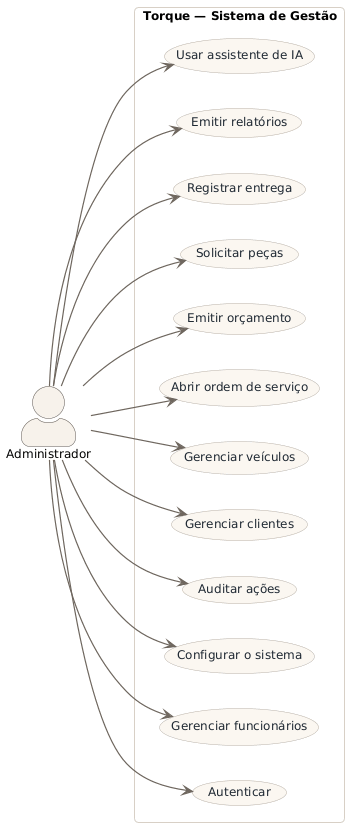 Torque — Sistema de Gestão
Usar assistente de IA
Emitir relatórios
Registrar entrega
Solicitar peças
Emitir orçamento
Abrir ordem de serviço
Administrador
Gerenciar veículos
Gerenciar clientes
Auditar ações
Configurar o sistema
Gerenciar funcionários
Autenticar